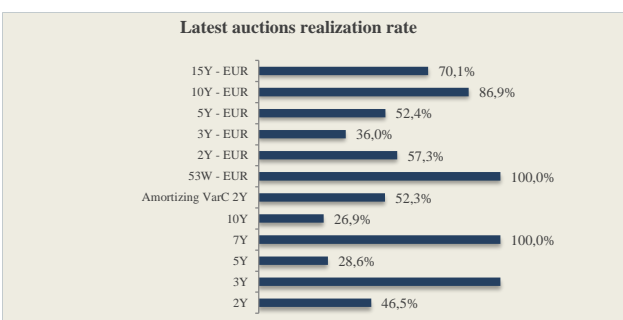 Latest auctions realization rate
15Y - EUR 70,1%
10Y - EUR 86,9%
5Y - EUR 52,4%
3Y - EUR 36,0%
2Y - EUR 57,3%
53W - EUR 100,0%
Amortizing VarC 2Y 52,3%
10Y 26,9%
7Y 100,0%
5Y 28,6%
3Y
2Y 46,5%